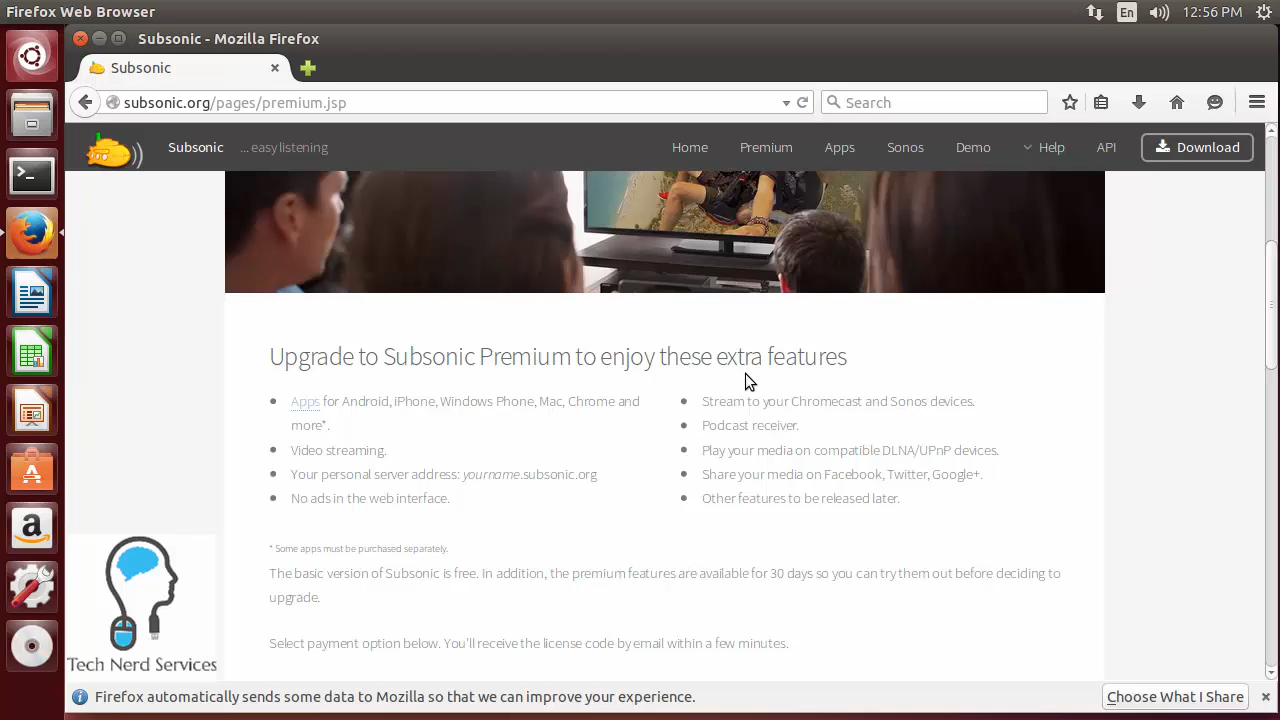 Firefox Web Browser
En
12:56 PM
Subsonic - Mozilla Firefox
Subsonic
subsonic.org/pages/premium.jsp
Search
Subsonic
... easy listening
Home
Premium
Apps
Sonos
Demo
Help
API
Download
Upgrade to Subsonic Premium to enjoy these extra features
Apps for Android, iPhone, Windows Phone, Mac, Chrome and
more*.
Video streaming.
Your personal server address: yourname.subsonic.org
No ads in the web interface.
Stream to your Chromecast and Sonos devices.
Podcast receiver.
Play your media on compatible DLNA/UPnP devices.
Share your media on Facebook, Twitter, Google+.
Other features to be released later.
* Some apps must be purchased separately.
The basic version of Subsonic is free. In addition, the premium features are available for 30 days so you can try them out before deciding to
upgrade.
Select payment option below. You'll receive the license code by email within a few minutes.
Tech Nerd Services
Firefox automatically sends some data to Mozilla so that we can improve your experience.
Choose What I Share